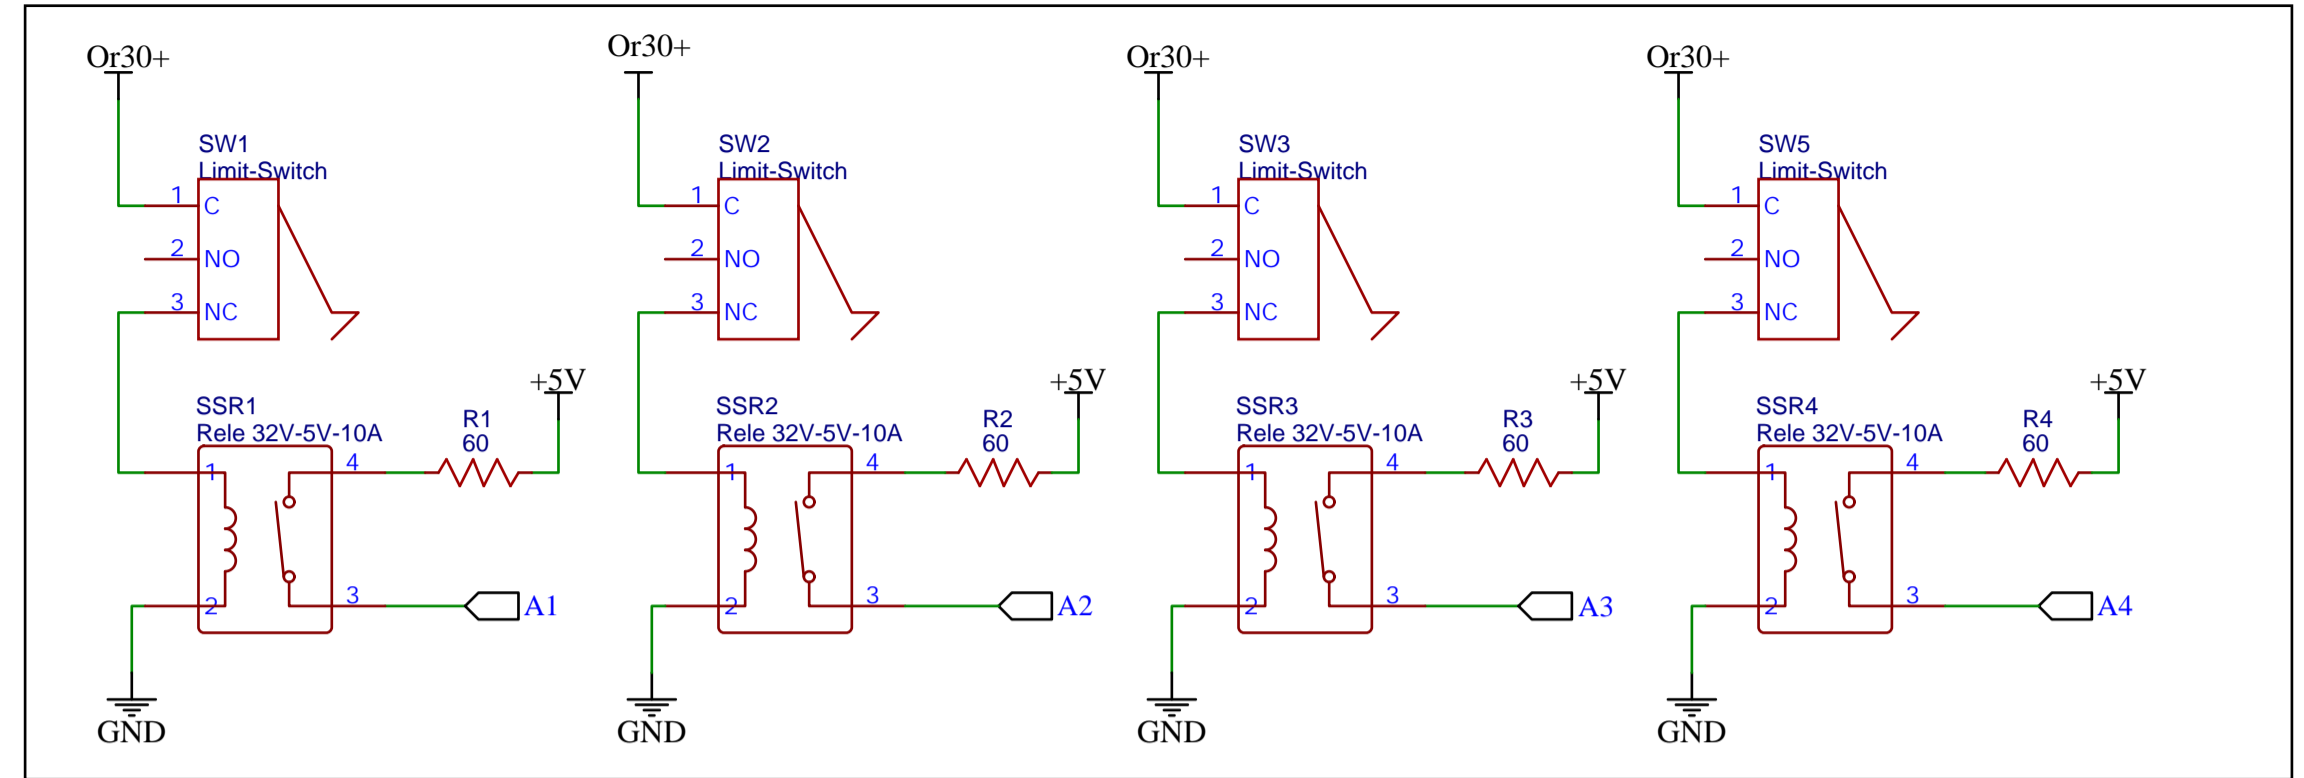 Or30+
SW1
Limit-Switch
1 C
2 NO
3 NC
+5V
SSR1
Rele 32V-5V-10A
R1
60
1
4
2
3
A1
GND
Or30+
SW2
Limit-Switch
1 C
2 NO
3 NC
+5V
SSR2
Rele 32V-5V-10A
R2
60
1
4
2
3
A2
GND
Or30+
SW3
Limit-Switch
1 C
2 NO
3 NC
+5V
SSR3
Rele 32V-5V-10A
R3
60
1
4
2
3
A3
GND
Or30+
SW5
Limit-Switch
1 C
2 NO
3 NC
+5V
SSR4
Rele 32V-5V-10A
R4
60
1
4
2
3
A4
GND